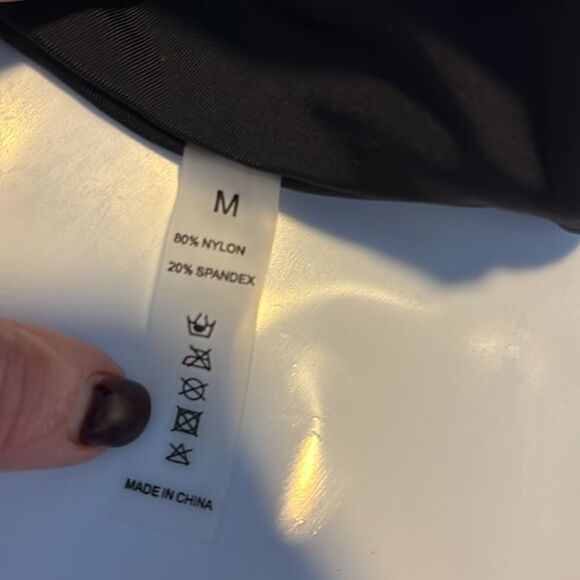 M
80% NYLON
20% SPANDEX
MADE IN CHINA